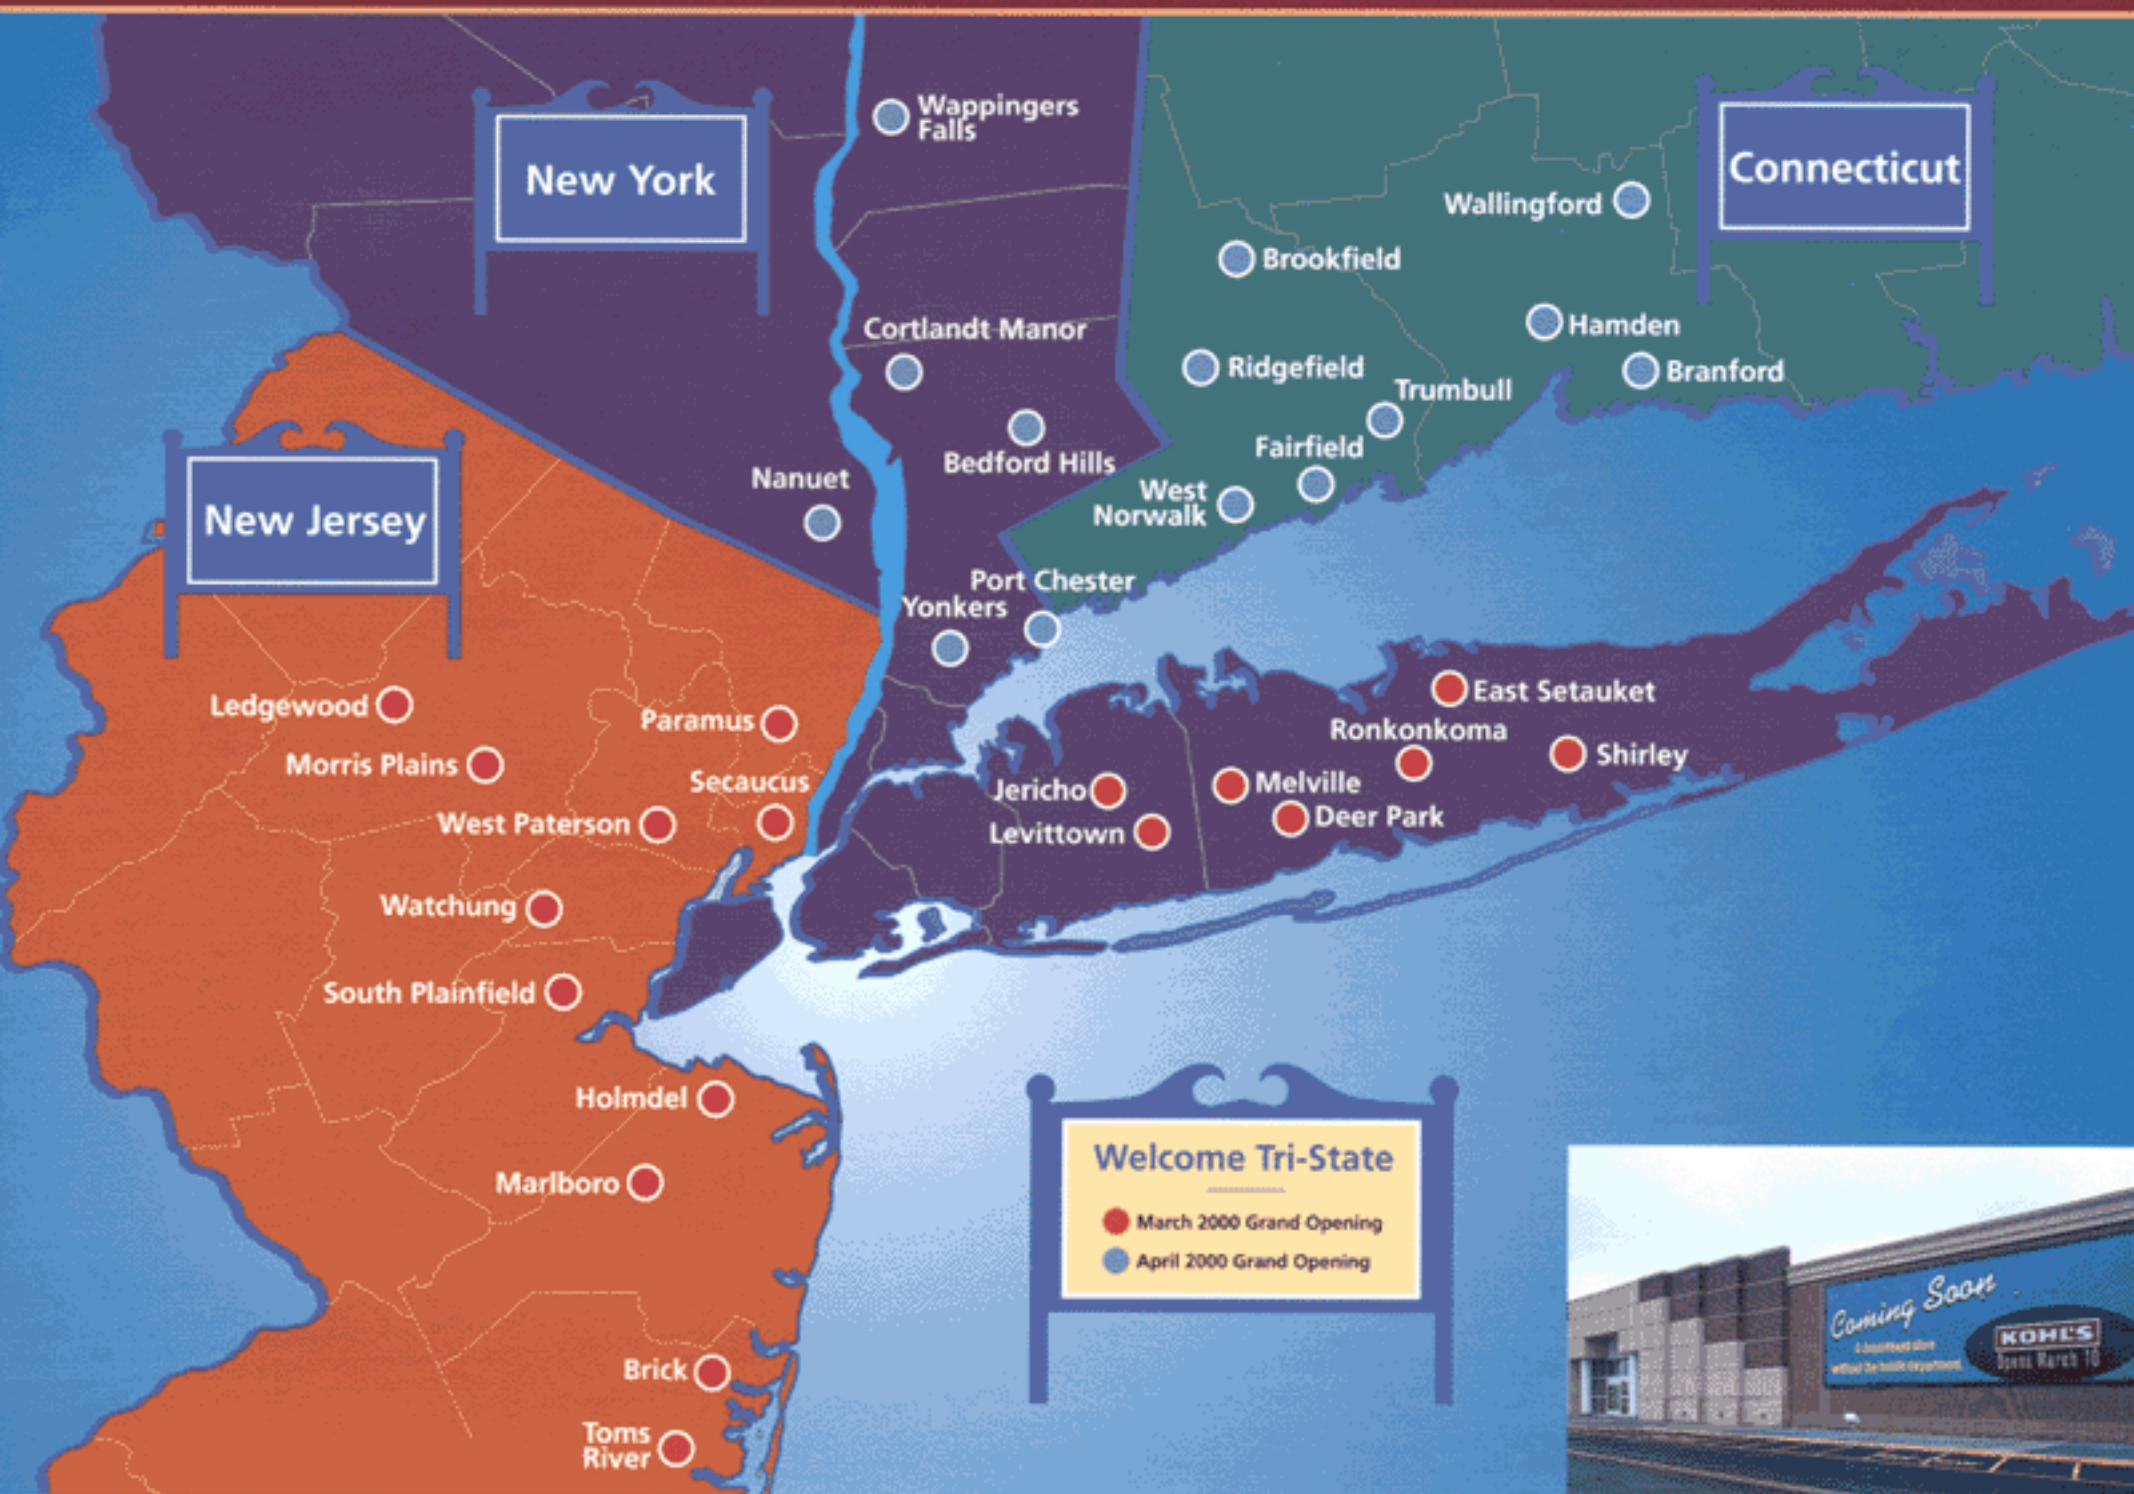 Wappingers
Falls
New York
Connecticut
Wallingford
Brookfield
Cortlandt Manor
Hamden
Ridgefield
Branford
Trumbull
Bedford Hills
Fairfield
Nanuet
West
Norwalk
New Jersey
Port Chester
Yonkers
East Setauket
Ledgewood
Paramus
Ronkonkoma
Shirley
Morris Plains
Secaucus
Jericho
Melville
West Paterson
Levittown
Deer Park
Watchung
South Plainfield
Holmdel
Welcome Tri-State
Marlboro
March 2000 Grand Opening
April 2000 Grand Opening
Coming Soon
KOHL'S
Opens March 10
Brick
Toms
River